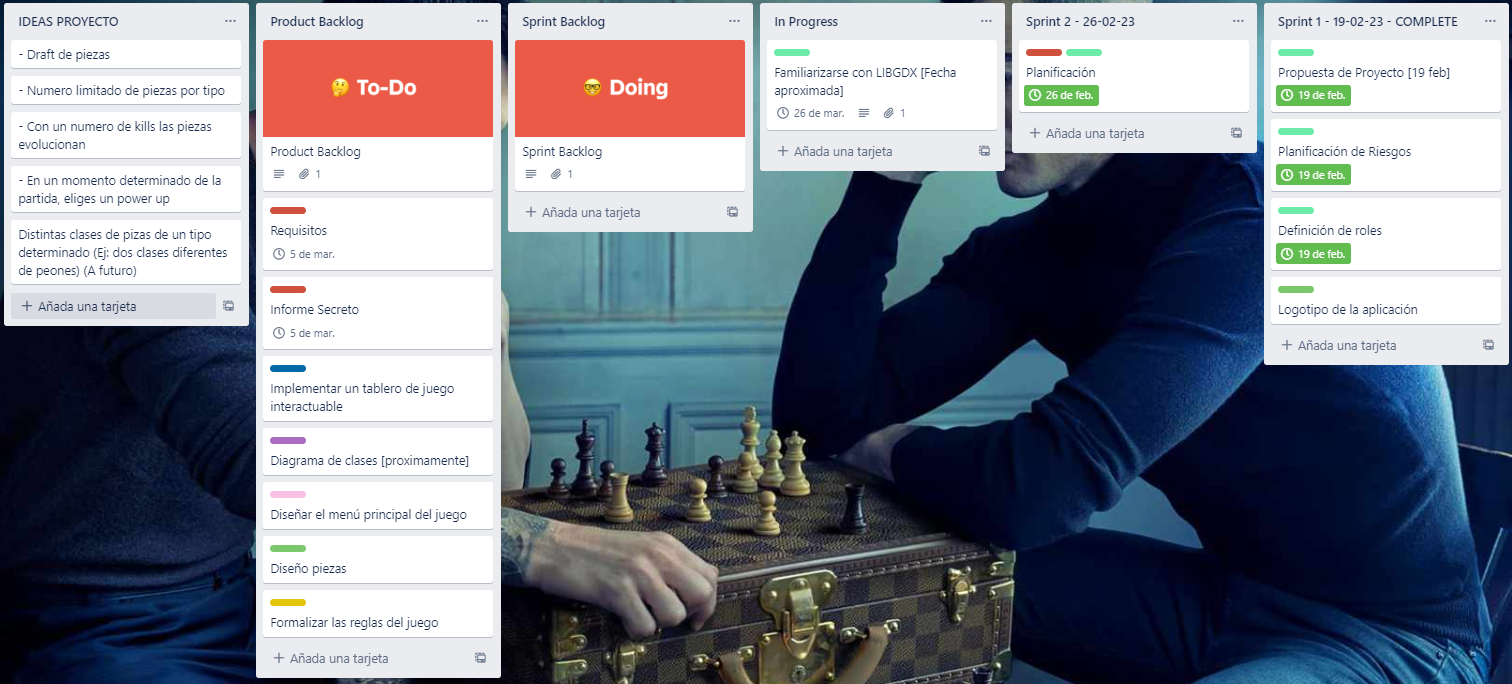 IDEAS PROYECTO
- Draft de piezas
- Numero limitado de piezas por tipo
- Con un numero de kills las piezas
evolucionan
- En un momento determinado de la
partida, eliges un power up
Distintas clases de pizas de un tipo
determinado (Ej: dos clases diferentes
de peones) (A futuro)
+ Añada una tarjeta
Product Backlog
🤔 To-Do
Product Backlog
1
Requisitos
5 de mar.
Informe Secreto
5 de mar.
Implementar un tablero de juego
interactuable
Diagrama de clases [proximamente]
Diseñar el menú principal del juego
Diseño piezas
Formalizar las reglas del juego
+ Añada una tarjeta
Sprint Backlog
🤓 Doing
Sprint Backlog
1
+ Añada una tarjeta
In Progress
Familiarizarse con LIBGDX [Fecha
aproximada]
26 de mar. 1
+ Añada una tarjeta
Sprint 2 - 26-02-23
Planificación
26 de feb.
+ Añada una tarjeta
Sprint 1 - 19-02-23 - COMPLETE
Propuesta de Proyecto [19 feb]
19 de feb.
Planificación de Riesgos
19 de feb.
Definición de roles
19 de feb.
Logotipo de la aplicación
+ Añada una tarjeta